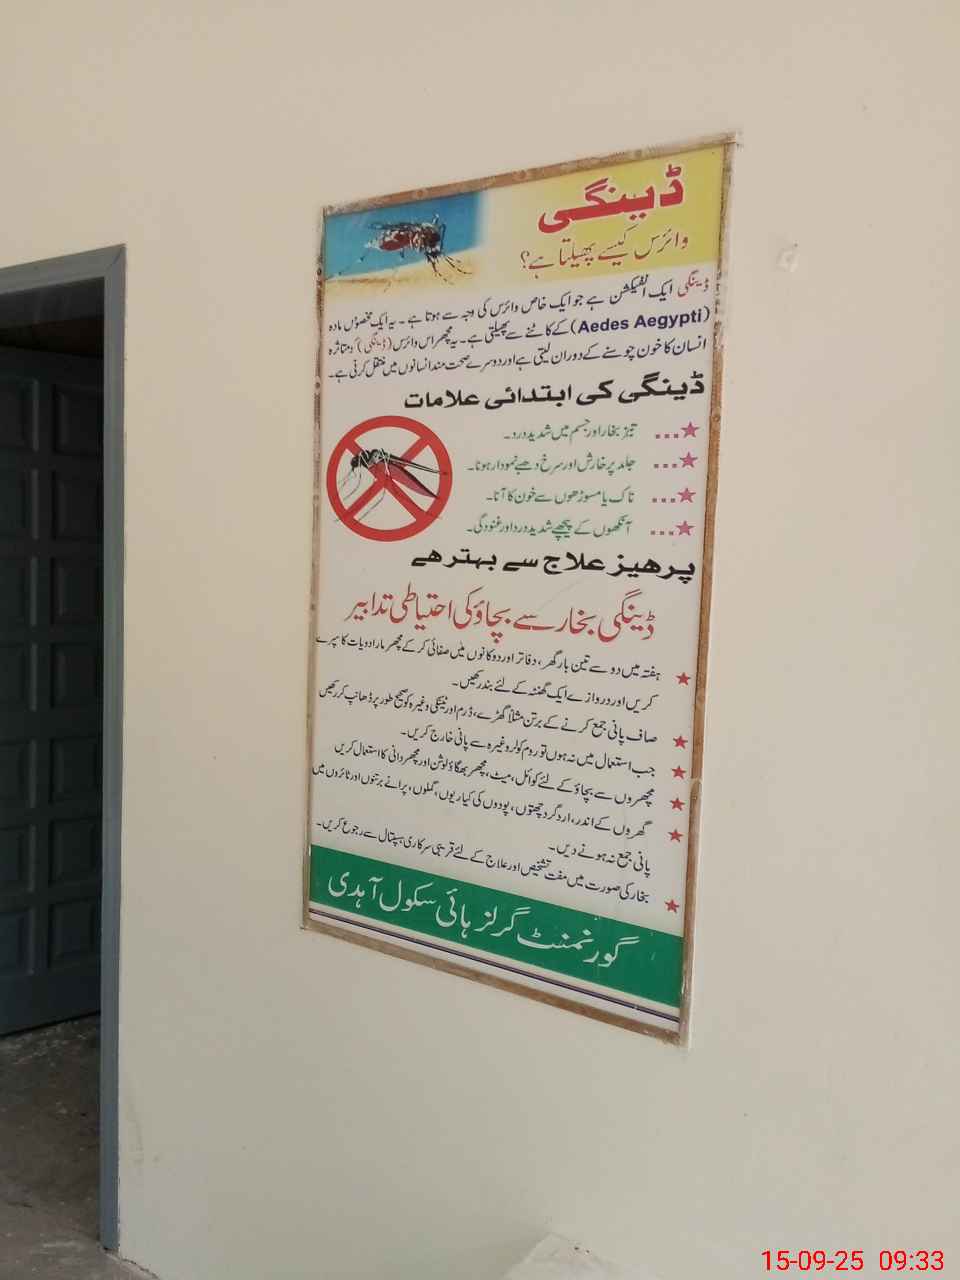 ڈینگی
وائرس کیسے پھیلتا ہے؟
ڈینگی ایک انفیکشن ہے جو ایک خاص وائرس کی وجہ سے ہوتا ہے۔ یہ ایک مخصوص مادہ
(Aedes Aegypti) کے کاٹنے سے پھیلتی ہے۔ یہ مچھر اس وائرس (ڈینگی) کو متاثرہ
انسان کا خون چوسنے کے دوران لیتی ہے اور دوسرے صحت مند انسانوں میں منتقل کرتی ہے۔
ڈینگی کی ابتدائی علامات
تیز بخار اور جسم میں شدید درد۔
جلد پر خارش اور سرخ دھبے نمودار ہونا۔
ناک یا مسوڑھوں سے خون کا آنا۔
آنکھوں کے پیچھے شدید درد اور غنودگی۔
پرھیز علاج سے بہتر ھے
ڈینگی بخار سے بچاؤ کی احتیاطی تدابیر
ہفتہ میں دو سے تین بار گھر، دفاتر اور دوکانوں میں صفائی کر کے مچھر مار ادویات کا سپرے
کریں اور دروازے ایک گھنٹہ کے لئے بند رکھیں۔
صاف پانی جمع کرنے کے برتن مثلاً گھڑے، ڈرم اور ٹینکی وغیرہ کو صحیح طور پر ڈھانپ کر رکھیں
جب استعمال میں نہ ہوں تو روم کولر وغیرہ سے پانی خارج کریں۔
مچھروں سے بچاؤ کے لئے کوائل، میٹ، مچھر بھگاؤ لوشن اور مچھر دانی کا استعمال کریں
گھروں کے اندر، ارد گرد چھتوں، پودوں کی کیاریوں، گملوں، پرانے برتنوں اور ٹائروں میں
پانی جمع نہ ہونے دیں۔
بخار کی صورت میں مفت تشخیص اور علاج کے لئے قریبی سرکاری ہسپتال سے رجوع کریں۔
گورنمنٹ گرلز ہائی سکول آہدی
15-09-25 09:33